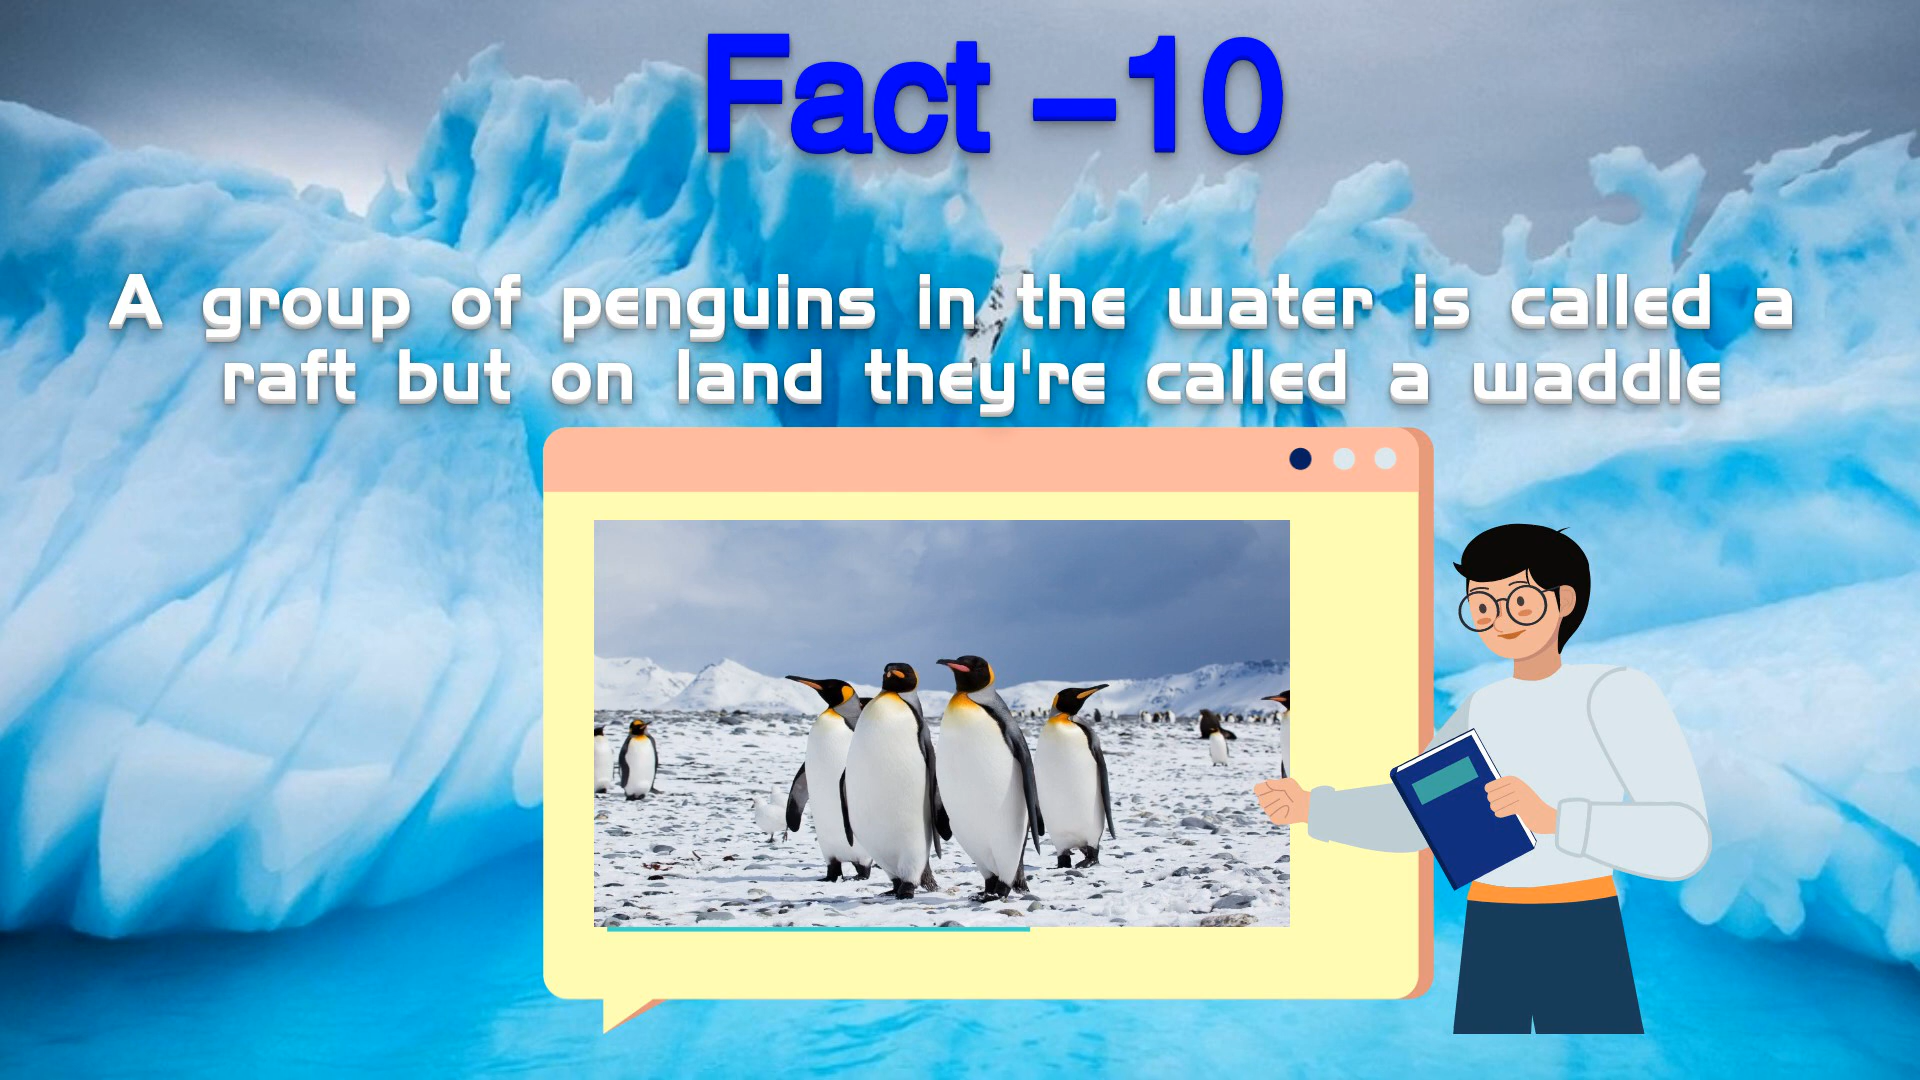 Fact –10
A group of penguins in the water is called a
raft but on land they're called a waddle